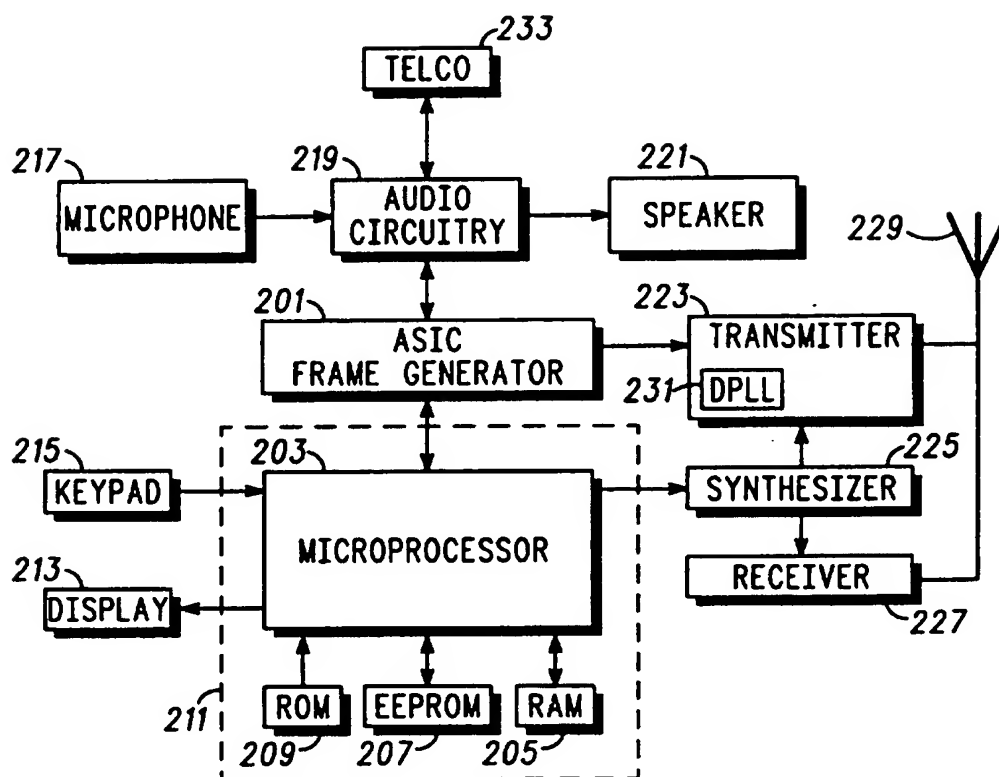 233
TELCO
217
219
221
MICROPHONE
AUDIO
CIRCUITRY
SPEAKER
229
201
223
ASIC
FRAME GENERATOR
TRANSMITTER
231
DPLL
215
203
225
KEYPAD
SYNTHESIZER
MICROPROCESSOR
213
RECEIVER
DISPLAY
227
211
ROM
EEPROM
RAM
209
207
205